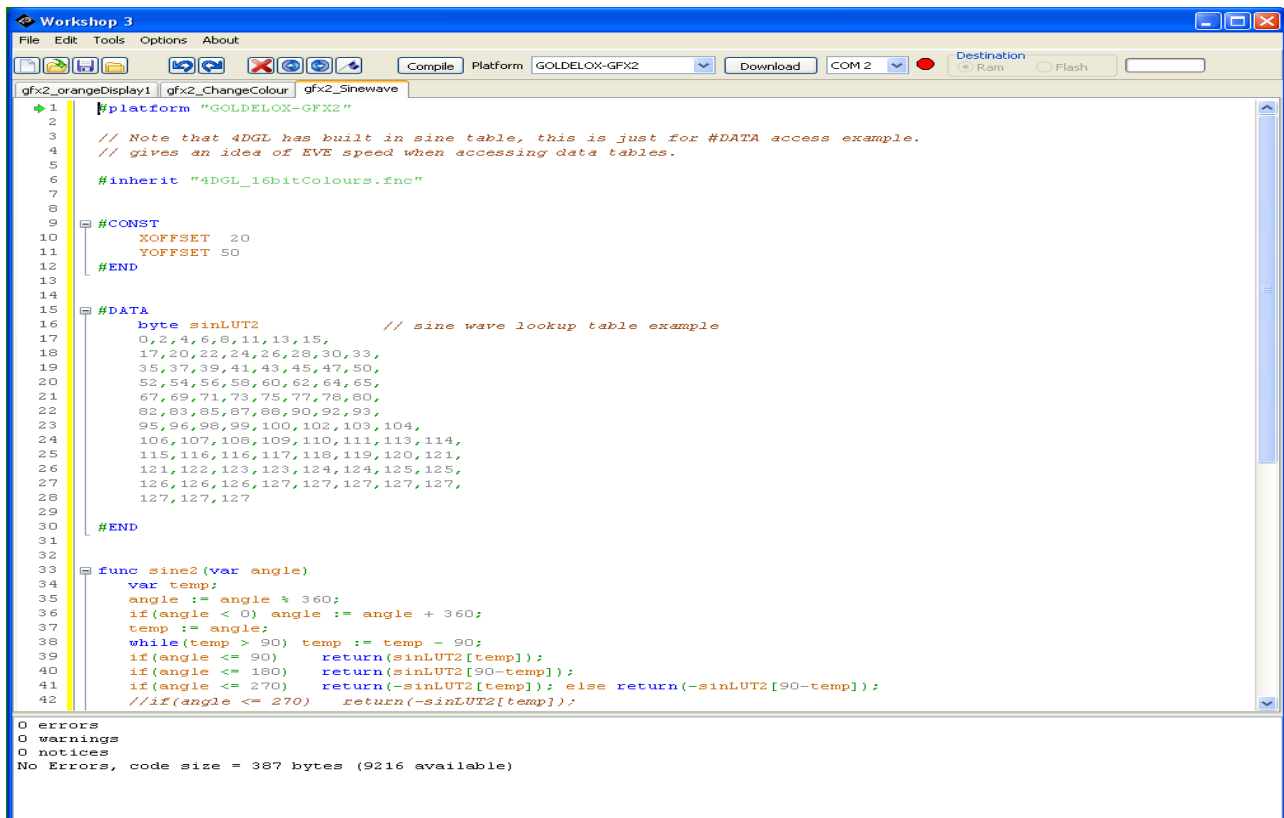 Workshop 3
File Edit Tools Options About
Compile Platform GOLDELOX-GFX2 Download COM 2 Destination Ram Flash
gfx2_orangeDisplay1 gfx2_ChangeColour gfx2_Sinewave
1 #platform "GOLDELOX-GFX2"
2
3 // Note that 4DGL has built in sine table, this is just for #DATA access example.
4 // gives an idea of EVE speed when accessing data tables.
5
6 #inherit "4DGL_16bitColours.fnc"
7
8
9 #CONST
10 XOFFSET 20
11 YOFFSET 50
12 #END
13
14
15 #DATA
16 byte sinLUT2 // sine wave lookup table example
17 0,2,4,6,8,11,13,15,
18 17,20,22,24,26,28,30,33,
19 35,37,39,41,43,45,47,50,
20 52,54,56,58,60,62,64,65,
21 67,69,71,73,75,77,78,80,
22 82,83,85,87,88,90,92,93,
23 95,96,98,99,100,102,103,104,
24 106,107,108,109,110,111,113,114,
25 115,116,116,117,118,119,120,121,
26 121,122,123,123,124,124,125,125,
27 126,126,126,127,127,127,127,127,
28 127,127,127
29
30 #END
31
32
33 func sine2(var angle)
34 var temp;
35 angle := angle % 360;
36 if(angle < 0) angle := angle + 360;
37 temp := angle;
38 while(temp > 90) temp := temp - 90;
39 if(angle <= 90) return(sinLUT2[temp]);
40 if(angle <= 180) return(sinLUT2[90-temp]);
41 if(angle <= 270) return(-sinLUT2[temp]); else return(-sinLUT2[90-temp]);
42 //if(angle <= 270) return(-sinLUT2[temp]);
0 errors
0 warnings
0 notices
No Errors, code size = 387 bytes (9216 available)